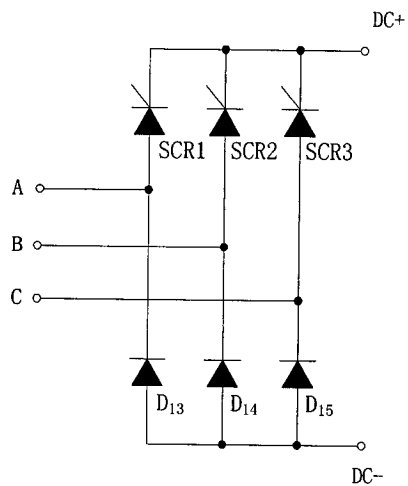 DC+
SCR1
SCR2
SCR3
A
B
C
D₁₃
D₁₄
D₁₅
DC-